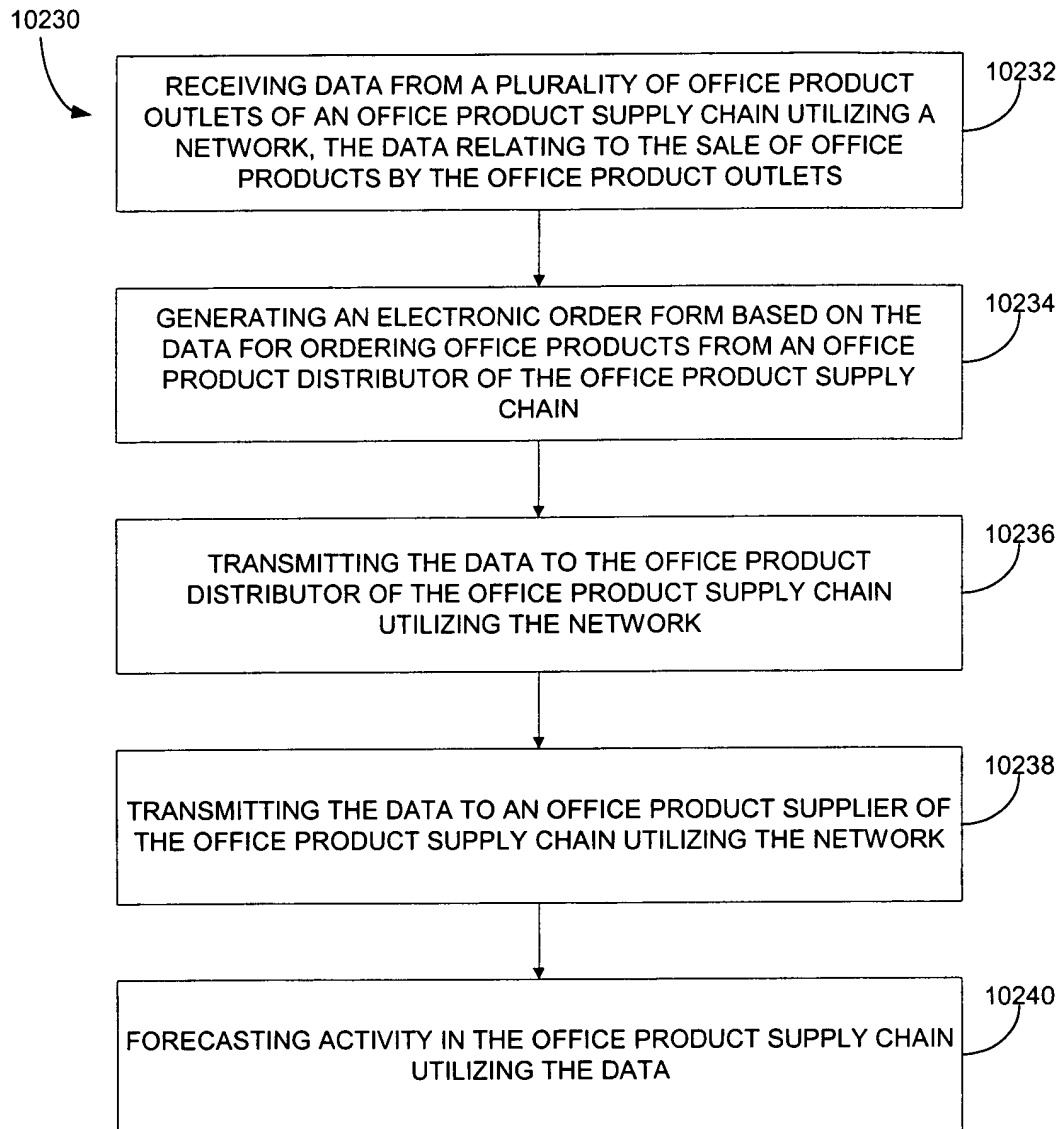 10230
10232
RECEIVING DATA FROM A PLURALITY OF OFFICE PRODUCT
OUTLETS OF AN OFFICE PRODUCT SUPPLY CHAIN UTILIZING A
NETWORK, THE DATA RELATING TO THE SALE OF OFFICE
PRODUCTS BY THE OFFICE PRODUCT OUTLETS
10234
GENERATING AN ELECTRONIC ORDER FORM BASED ON THE
DATA FOR ORDERING OFFICE PRODUCTS FROM AN OFFICE
PRODUCT DISTRIBUTOR OF THE OFFICE PRODUCT SUPPLY
CHAIN
10236
TRANSMITTING THE DATA TO THE OFFICE PRODUCT
DISTRIBUTOR OF THE OFFICE PRODUCT SUPPLY CHAIN
UTILIZING THE NETWORK
10238
TRANSMITTING THE DATA TO AN OFFICE PRODUCT SUPPLIER OF
THE OFFICE PRODUCT SUPPLY CHAIN UTILIZING THE NETWORK
10240
FORECASTING ACTIVITY IN THE OFFICE PRODUCT SUPPLY CHAIN
UTILIZING THE DATA